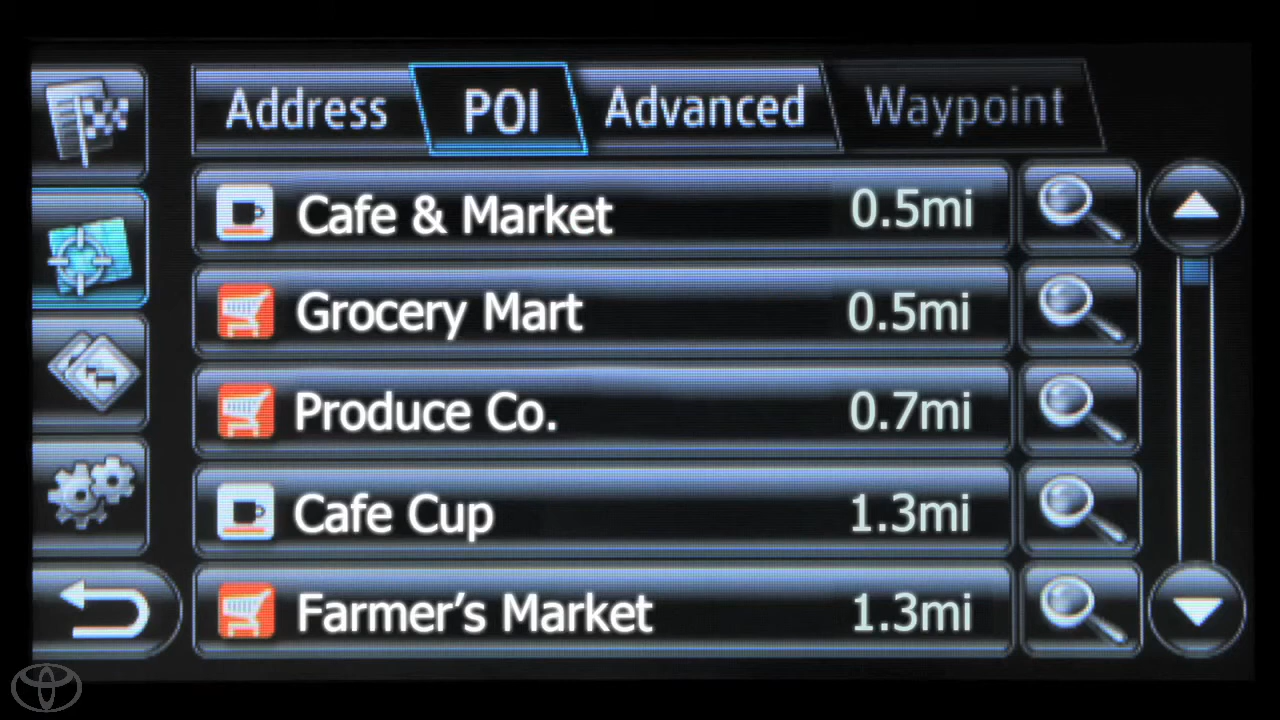 Address POI Advanced Waypoint
Cafe & Market 0.5mi
Grocery Mart 0.5mi
Produce Co. 0.7mi
Cafe Cup 1.3mi
Farmer's Market 1.3mi